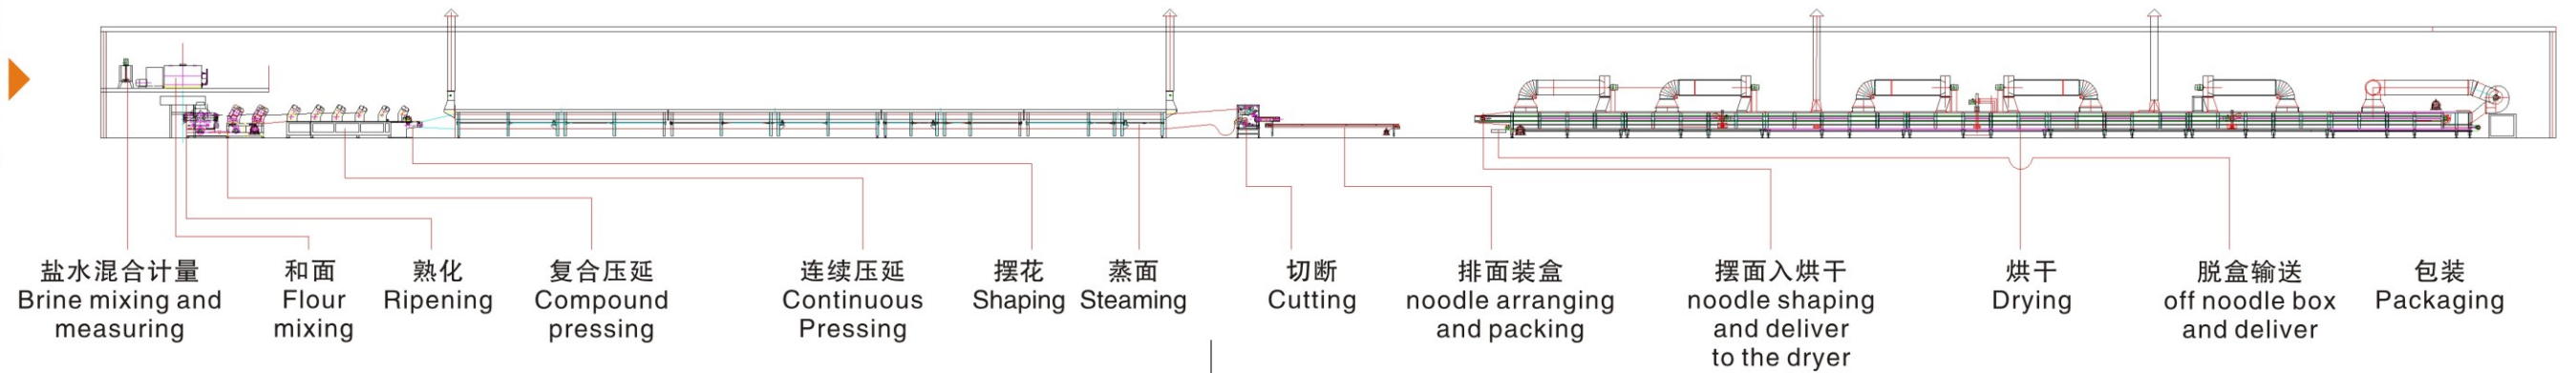 盐水混合计量
Brine mixing and
measuring
和面
Flour
mixing
熟化
Ripening
复合压延
Compound
pressing
连续压延
Continuous
Pressing
摆花
Shaping
蒸面
Steaming
切断
Cutting
排面装盒
noodle arranging
and packing
摆面入烘干
noodle shaping
and deliver
to the dryer
烘干
Drying
脱盒输送
off noodle box
and deliver
包装
Packaging